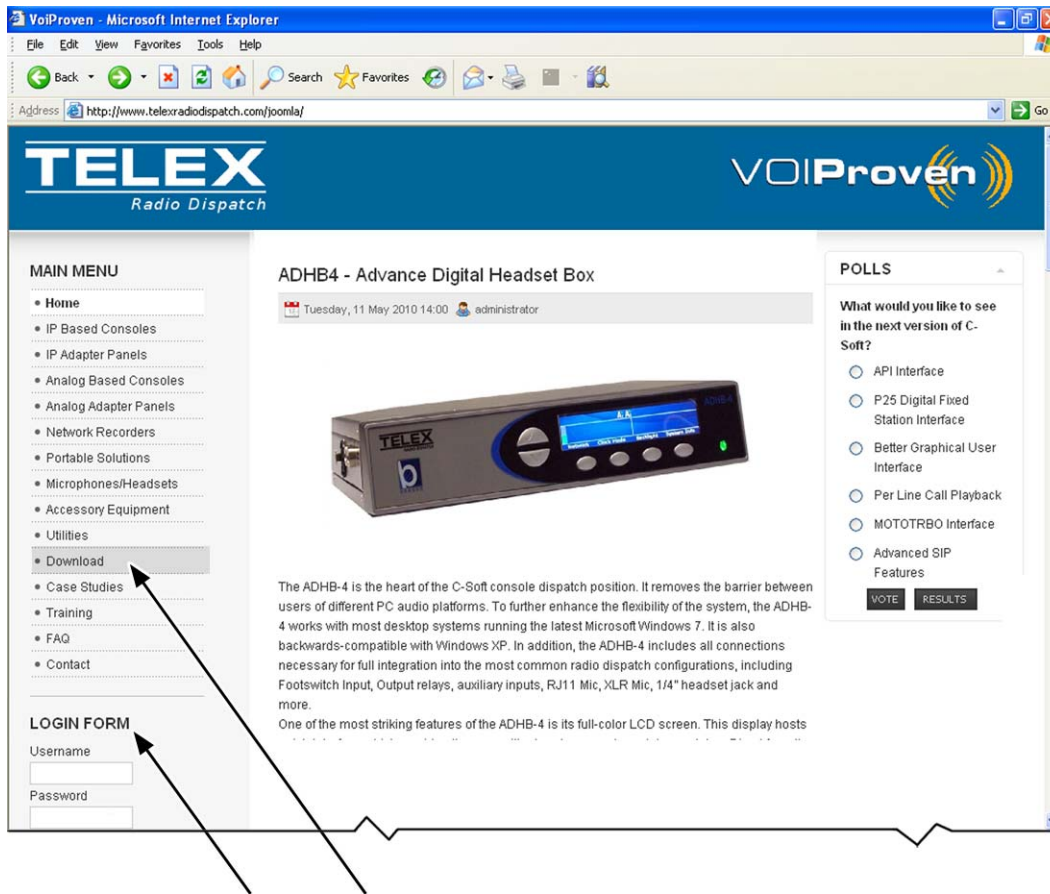 VoiProven - Microsoft Internet Explorer
File Edit View Favorites Tools Help
Back Search Favorites
Address http://www.telexradiodispatch.com/joomla/ Go
TELEX
Radio Dispatch
VOIProven
MAIN MENU
Home
IP Based Consoles
IP Adapter Panels
Analog Based Consoles
Analog Adapter Panels
Network Recorders
Portable Solutions
Microphones/Headsets
Accessory Equipment
Utilities
Download
Case Studies
Training
FAQ
Contact
LOGIN FORM
Username
Password
ADHB4 - Advance Digital Headset Box
Tuesday, 11 May 2010 14:00 administrator
TELEX
ADHB-4
Network Clock Mode Backlight System Info
The ADHB-4 is the heart of the C-Soft console dispatch position. It removes the barrier between
users of different PC audio platforms. To further enhance the flexibility of the system, the ADHB-
4 works with most desktop systems running the latest Microsoft Windows 7. It is also
backwards-compatible with Windows XP. In addition, the ADHB-4 includes all connections
necessary for full integration into the most common radio dispatch configurations, including
Footswitch Input, Output relays, auxiliary inputs, RJ11 Mic, XLR Mic, 1/4" headset jack and
more.
One of the most striking features of the ADHB-4 is its full-color LCD screen. This display hosts
POLLS
What would you like to see
in the next version of C-
Soft?
API Interface
P25 Digital Fixed
Station Interface
Better Graphical User
Interface
Per Line Call Playback
MOTOTRBO Interface
Advanced SIP
Features
VOTE RESULTS